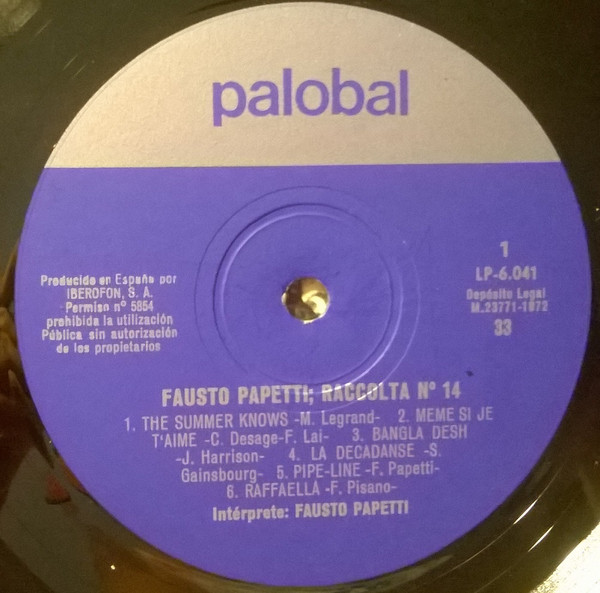 palobal
Producido en España por
IBEROFON, S. A.
Permiso nº 5854
prohibida la utilización
Pública sin autorización
de los propietarios
1
LP-6.041
Depósito Legal
M.23771-1972
33
FAUSTO PAPETTI; RACCOLTA Nº 14
1. THE SUMMER KNOWS -M. Legrand- 2. MEME SI JE
T'AIME -C. Desage-F. Lai- 3. BANGLA DESH
-J. Harrison- 4. LA DECADANSE -S.
Gainsbourg- 5. PIPE-LINE -F. Papetti-
6. RAFFAELLA -F. Pisano-
Intérprete: FAUSTO PAPETTI